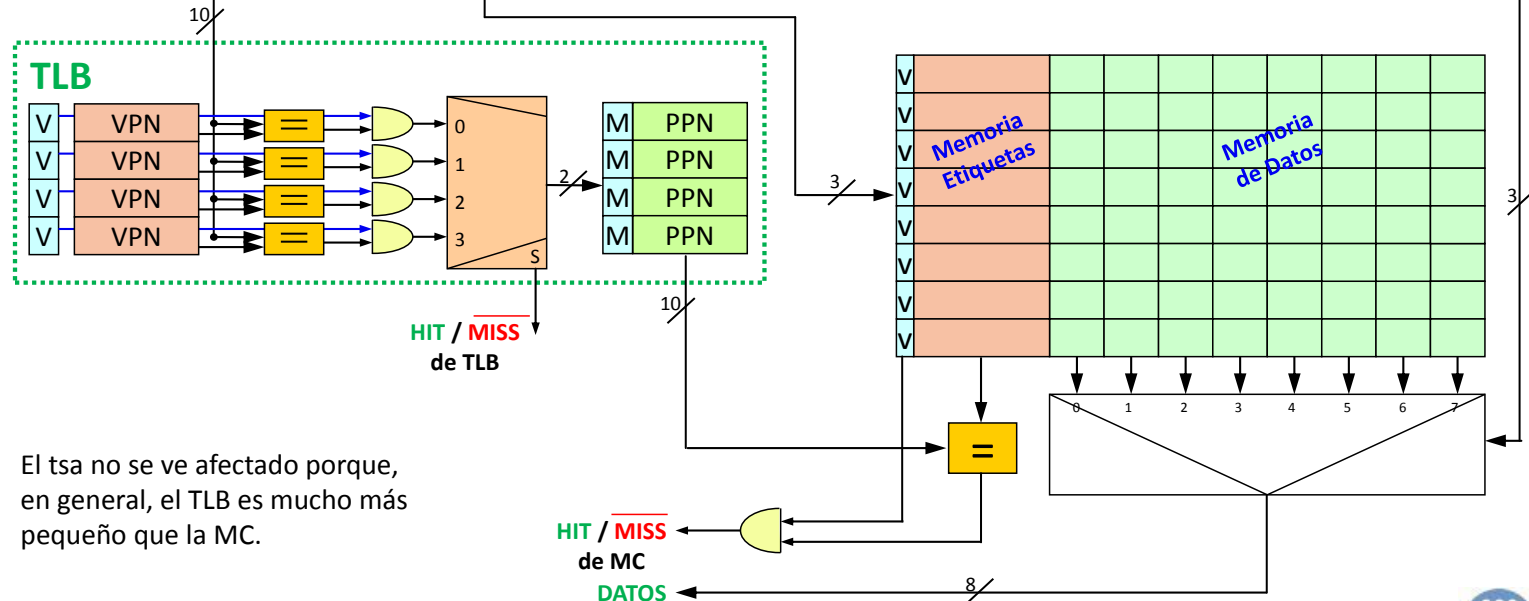 10
TLB
V VPN = 0 M PPN
V VPN = 1 M PPN
V VPN = 2 M PPN
V VPN = 3 M PPN
2
S
10
HIT / MISS
de TLB
3
V
V
V
V
V
V
V
V
Memoria
Etiquetas
Memoria
de Datos
3
0 1 2 3 4 5 6 7
=
El tsa no se ve afectado porque,
en general, el TLB es mucho más
pequeño que la MC.
HIT / MISS
de MC
DATOS
8